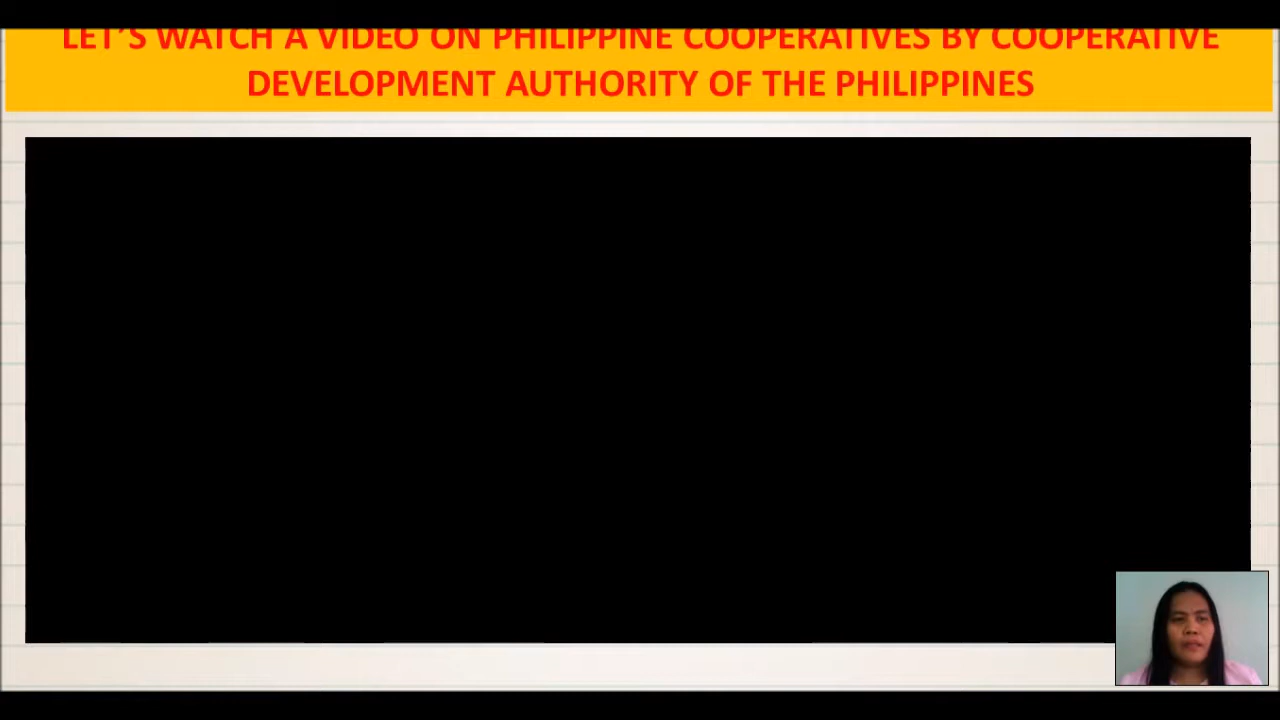 LET'S WATCH A VIDEO ON PHILIPPINE COOPERATIVES BY COOPERATIVE
DEVELOPMENT AUTHORITY OF THE PHILIPPINES